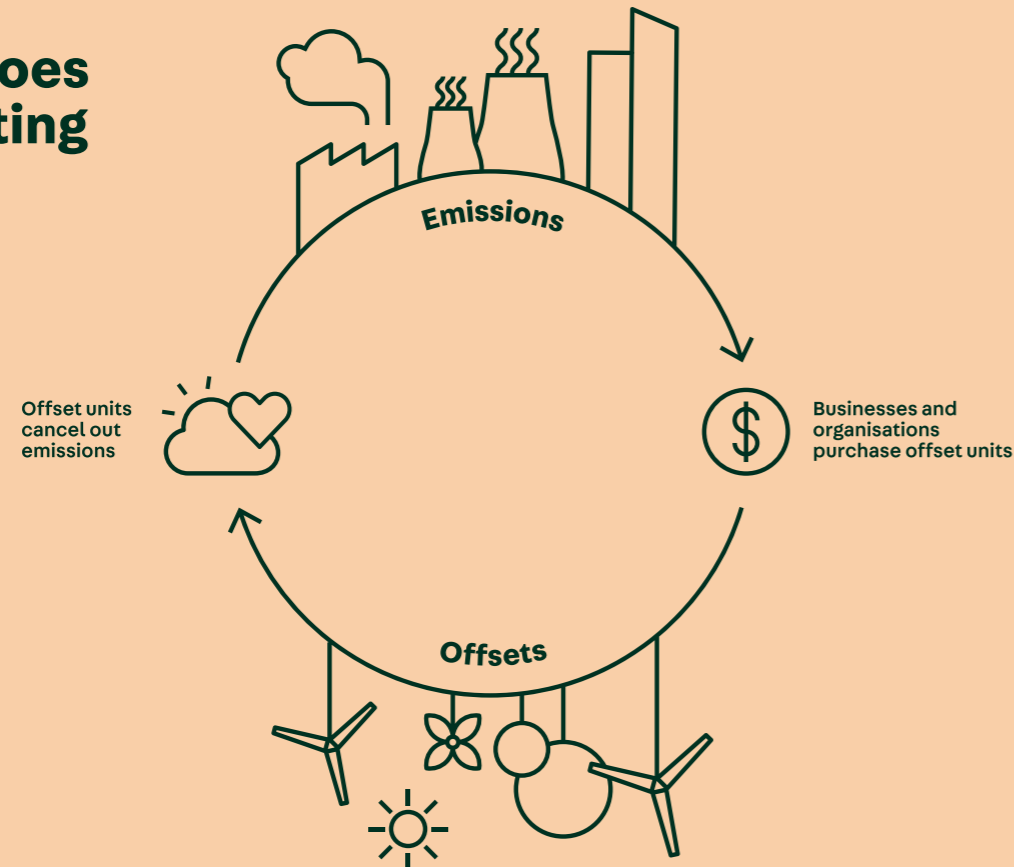 oes
ting
Emissions
Offset units
cancel out
emissions
$
Businesses and
organisations
purchase offset units
Offsets